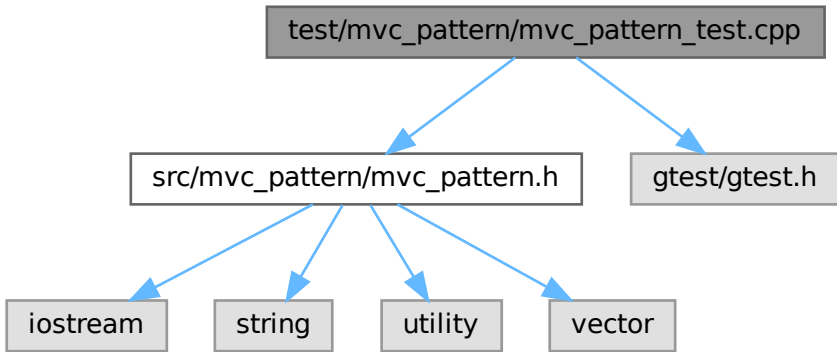 test/mvc_pattern/mvc_pattern_test.cpp
src/mvc_pattern/mvc_pattern.h
gtest/gtest.h
iostream
string
utility
vector